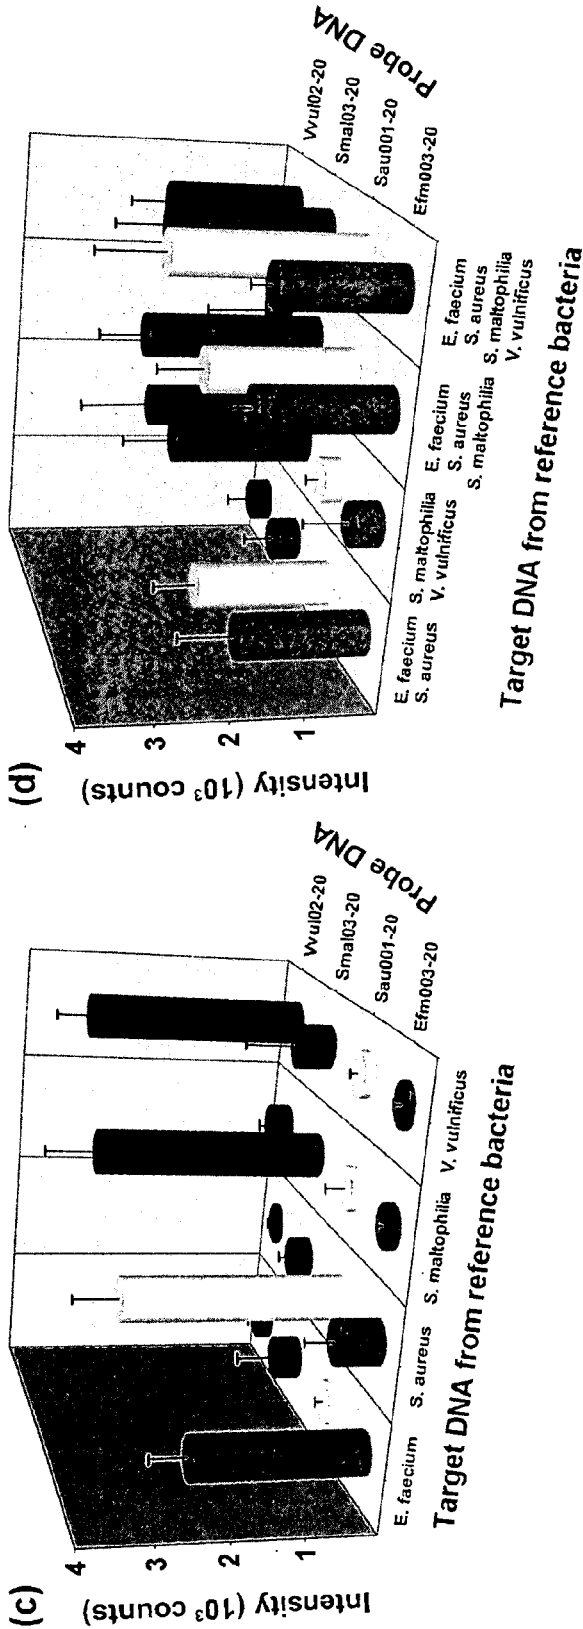 (c)
Intensity (10³ counts)
4
3
2
1
E. faecium
S. aureus
S. maltophilia
V. vulnificus
Target DNA from reference bacteria
Vvul02-20
Smal03-20
Sau001-20
Efm003-20
Probe DNA
(d)
Intensity (10³ counts)
4
3
2
1
E. faecium
S. aureus
S. maltophilia
V. vulnificus
E. faecium
S. aureus
S. maltophilia
E. faecium
S. aureus
S. maltophilia
V. vulnificus
Target DNA from reference bacteria
Vvul02-20
Smal03-20
Sau001-20
Efm003-20
Probe DNA